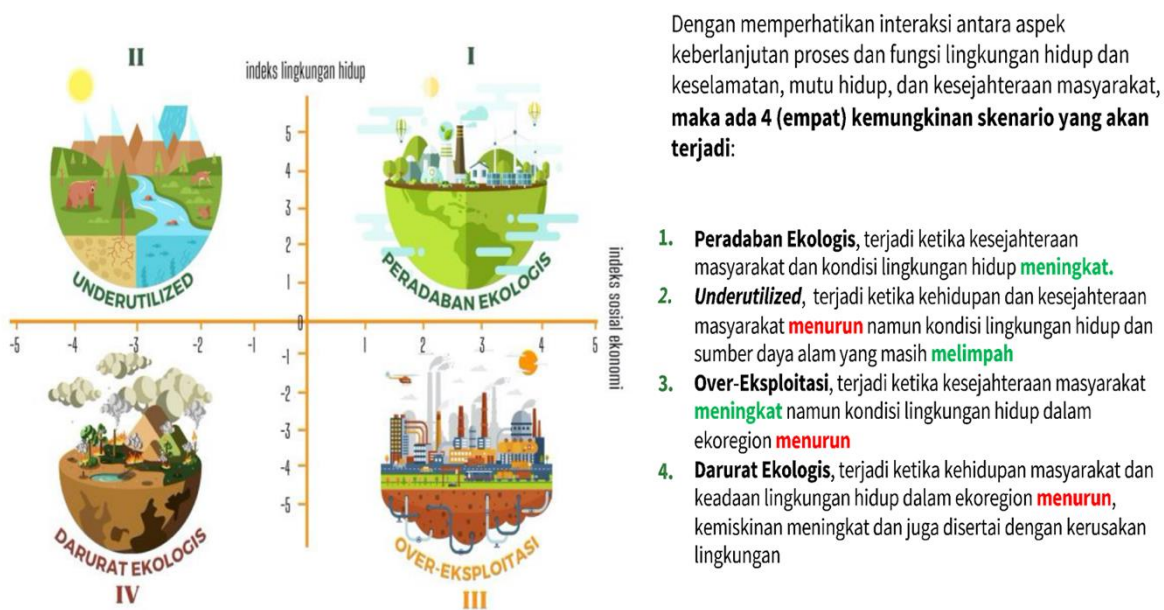 II
I
indeks lingkungan hidup
5
4
3
2
1
UNDERUTILIZED
PERADABAN EKOLOGIS
indeks sosial ekonomi
-5 -4 -3 -2 -1 0 1 2 3 4 5
-1
-2
-3
-4
-5
DARURAT EKOLOGIS
IV
OVER-EKSPLOITASI
III
Dengan memperhatikan interaksi antara aspek
keberlanjutan proses dan fungsi lingkungan hidup dan
keselamatan, mutu hidup, dan kesejahteraan masyarakat,
maka ada 4 (empat) kemungkinan skenario yang akan
terjadi:
1. Peradaban Ekologis, terjadi ketika kesejahteraan
masyarakat dan kondisi lingkungan hidup meningkat.
2. Underutilized, terjadi ketika kehidupan dan kesejahteraan
masyarakat menurun namun kondisi lingkungan hidup dan
sumber daya alam yang masih melimpah
3. Over-Eksploitasi, terjadi ketika kesejahteraan masyarakat
meningkat namun kondisi lingkungan hidup dalam
ekoregion menurun
4. Darurat Ekologis, terjadi ketika kehidupan masyarakat dan
keadaan lingkungan hidup dalam ekoregion menurun,
kemiskinan meningkat dan juga disertai dengan kerusakan
lingkungan